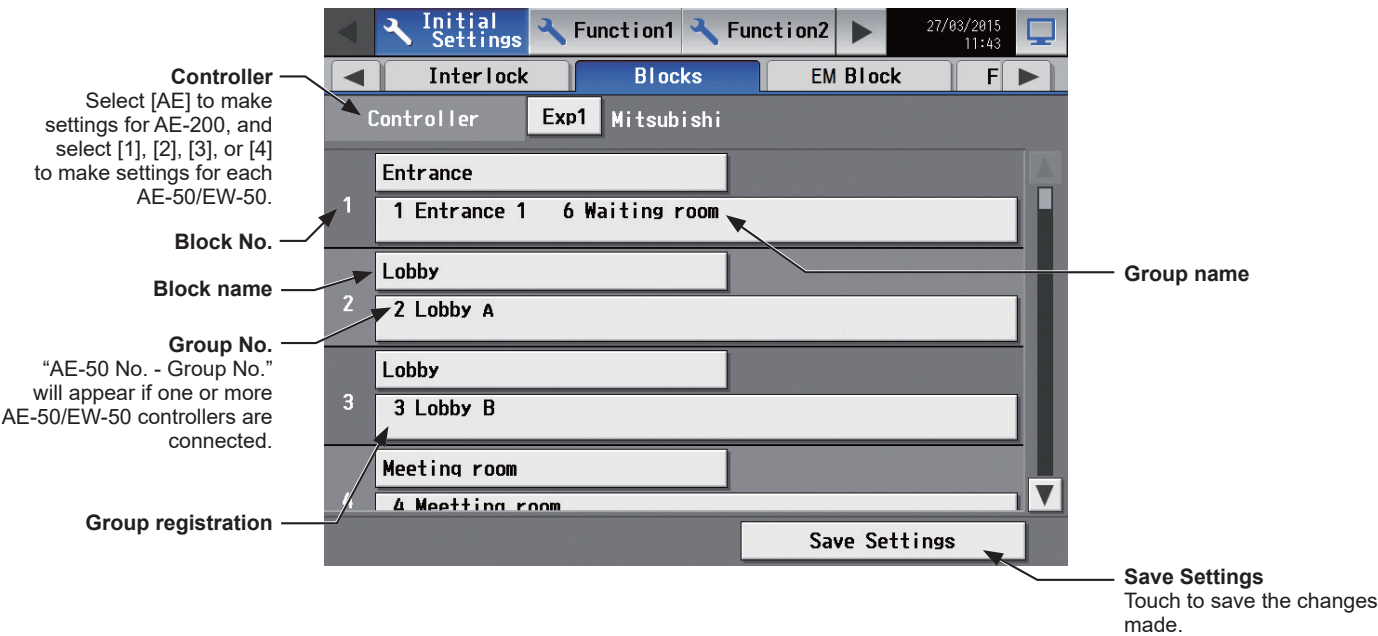 Initial
Settings
Function1
Function2
27/03/2015
11:43
Interlock
Blocks
EM Block
F
Controller
Exp1
Mitsubishi
Entrance
1
1 Entrance 1 6 Waiting room
Lobby
2
2 Lobby A
Lobby
3
3 Lobby B
Meeting room
4
4 Meetting room
Save Settings
Controller
Select [AE] to make
settings for AE-200, and
select [1], [2], [3], or [4]
to make settings for each
AE-50/EW-50.
Block No.
Block name
Group No.
“AE-50 No. - Group No.”
will appear if one or more
AE-50/EW-50 controllers are
connected.
Group registration
Group name
Save Settings
Touch to save the changes
made.